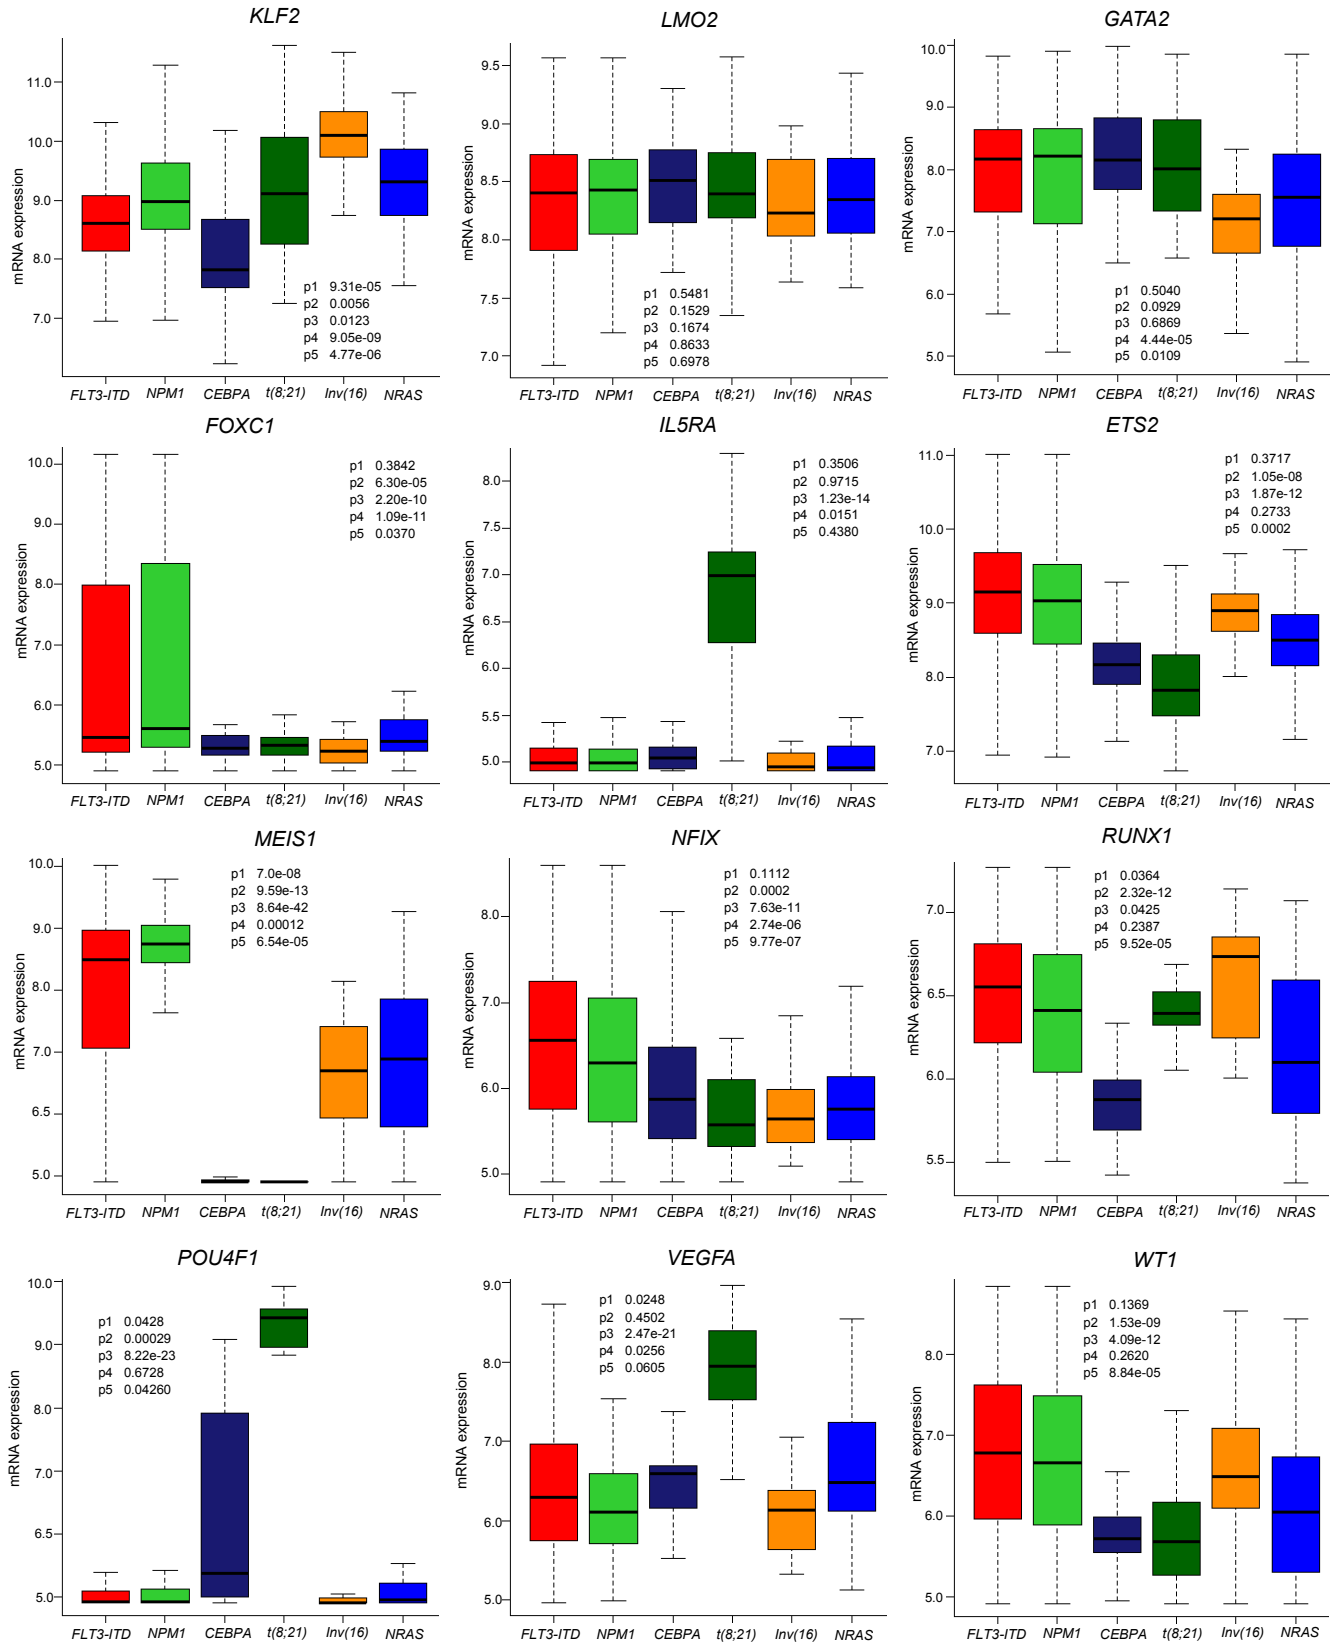 KLF2
mRNA expression
11.0
10.0
9.0
8.0
7.0
p1 9.31e-05
p2 0.0056
p3 0.0123
p4 9.05e-09
p5 4.77e-06
FLT3-ITD NPM1 CEBPA t(8;21) Inv(16) NRAS
LMO2
mRNA expression
9.5
9.0
8.5
8.0
7.5
7.0
p1 0.5481
p2 0.1529
p3 0.1674
p4 0.8633
p5 0.6978
FLT3-ITD NPM1 CEBPA t(8;21) Inv(16) NRAS
GATA2
mRNA expression
10.0
9.0
8.0
7.0
6.0
5.0
p1 0.5040
p2 0.0929
p3 0.6869
p4 4.44e-05
p5 0.0109
FLT3-ITD NPM1 CEBPA t(8;21) Inv(16) NRAS
FOXC1
mRNA expression
10.0
9.0
8.0
7.0
6.0
5.0
p1 0.3842
p2 6.30e-05
p3 2.20e-10
p4 1.09e-11
p5 0.0370
FLT3-ITD NPM1 CEBPA t(8;21) Inv(16) NRAS
IL5RA
mRNA expression
8.0
7.5
7.0
6.5
6.0
5.5
5.0
p1 0.3506
p2 0.9715
p3 1.23e-14
p4 0.0151
p5 0.4380
FLT3-ITD NPM1 CEBPA t(8;21) Inv(16) NRAS
ETS2
mRNA expression
11.0
10.0
9.0
8.0
7.0
p1 0.3717
p2 1.05e-08
p3 1.87e-12
p4 0.2733
p5 0.0002
FLT3-ITD NPM1 CEBPA t(8;21) Inv(16) NRAS
MEIS1
mRNA expression
10.0
9.0
8.0
7.0
6.5
5.0
p1 7.0e-08
p2 9.59e-13
p3 8.64e-42
p4 0.00012
p5 6.54e-05
FLT3-ITD NPM1 CEBPA t(8;21) Inv(16) NRAS
NFIX
mRNA expression
8.0
7.0
6.0
5.0
p1 0.1112
p2 0.0002
p3 7.63e-11
p4 2.74e-06
p5 9.77e-07
FLT3-ITD NPM1 CEBPA t(8;21) Inv(16) NRAS
RUNX1
mRNA expression
7.0
6.5
6.0
5.5
p1 0.0364
p2 2.32e-12
p3 0.0425
p4 0.2387
p5 9.52e-05
FLT3-ITD NPM1 CEBPA t(8;21) Inv(16) NRAS
POU4F1
mRNA expression
10.0
9.0
8.0
7.0
6.5
5.0
p1 0.0428
p2 0.00029
p3 8.22e-23
p4 0.6728
p5 0.04260
FLT3-ITD NPM1 CEBPA t(8;21) Inv(16) NRAS
VEGFA
mRNA expression
9.0
8.0
7.0
6.0
5.0
p1 0.0248
p2 0.4502
p3 2.47e-21
p4 0.0256
p5 0.0605
FLT3-ITD NPM1 CEBPA t(8;21) Inv(16) NRAS
WT1
mRNA expression
8.0
7.0
6.0
5.0
p1 0.1369
p2 1.53e-09
p3 4.09e-12
p4 0.2620
p5 8.84e-05
FLT3-ITD NPM1 CEBPA t(8;21) Inv(16) NRAS